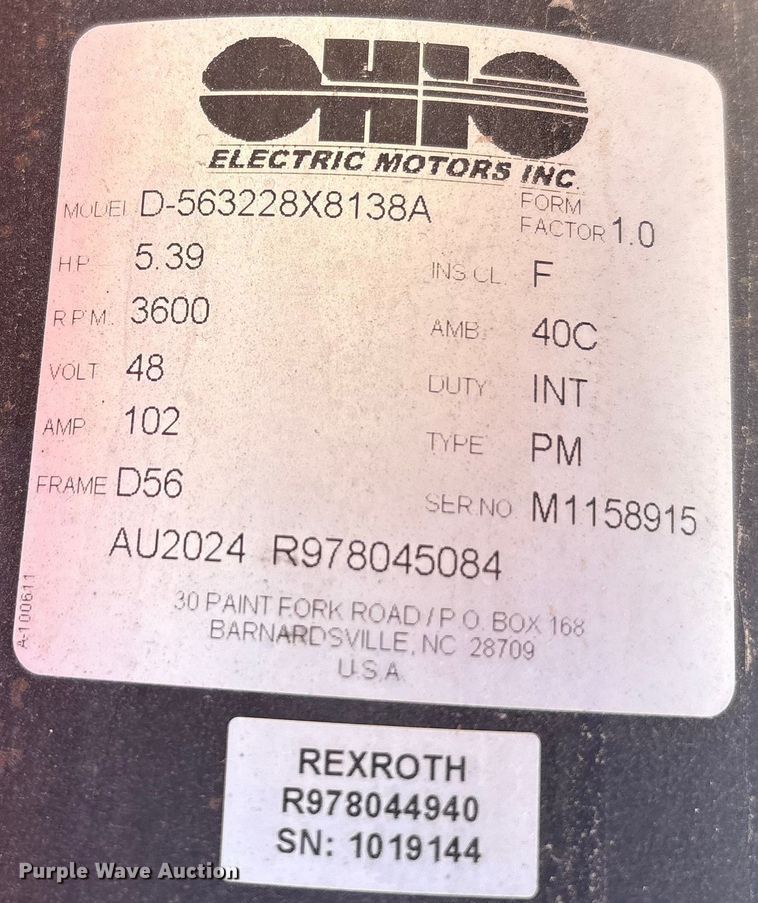 OHIO
ELECTRIC MOTORS INC.
MODEL D-563228X8138A
FORM FACTOR 1.0
HP 5.39
INS CL. F
R.P.M. 3600
AMB. 40C
VOLT 48
DUTY INT
AMP 102
TYPE PM
FRAME D56
SER.NO. M1158915
AU2024 R978045084
30 PAINT FORK ROAD / P.O. BOX 168
BARNARDSVILLE, NC 28709
U.S.A.
A-100611
REXROTH
R978044940
SN: 1019144
Purple Wave Auction